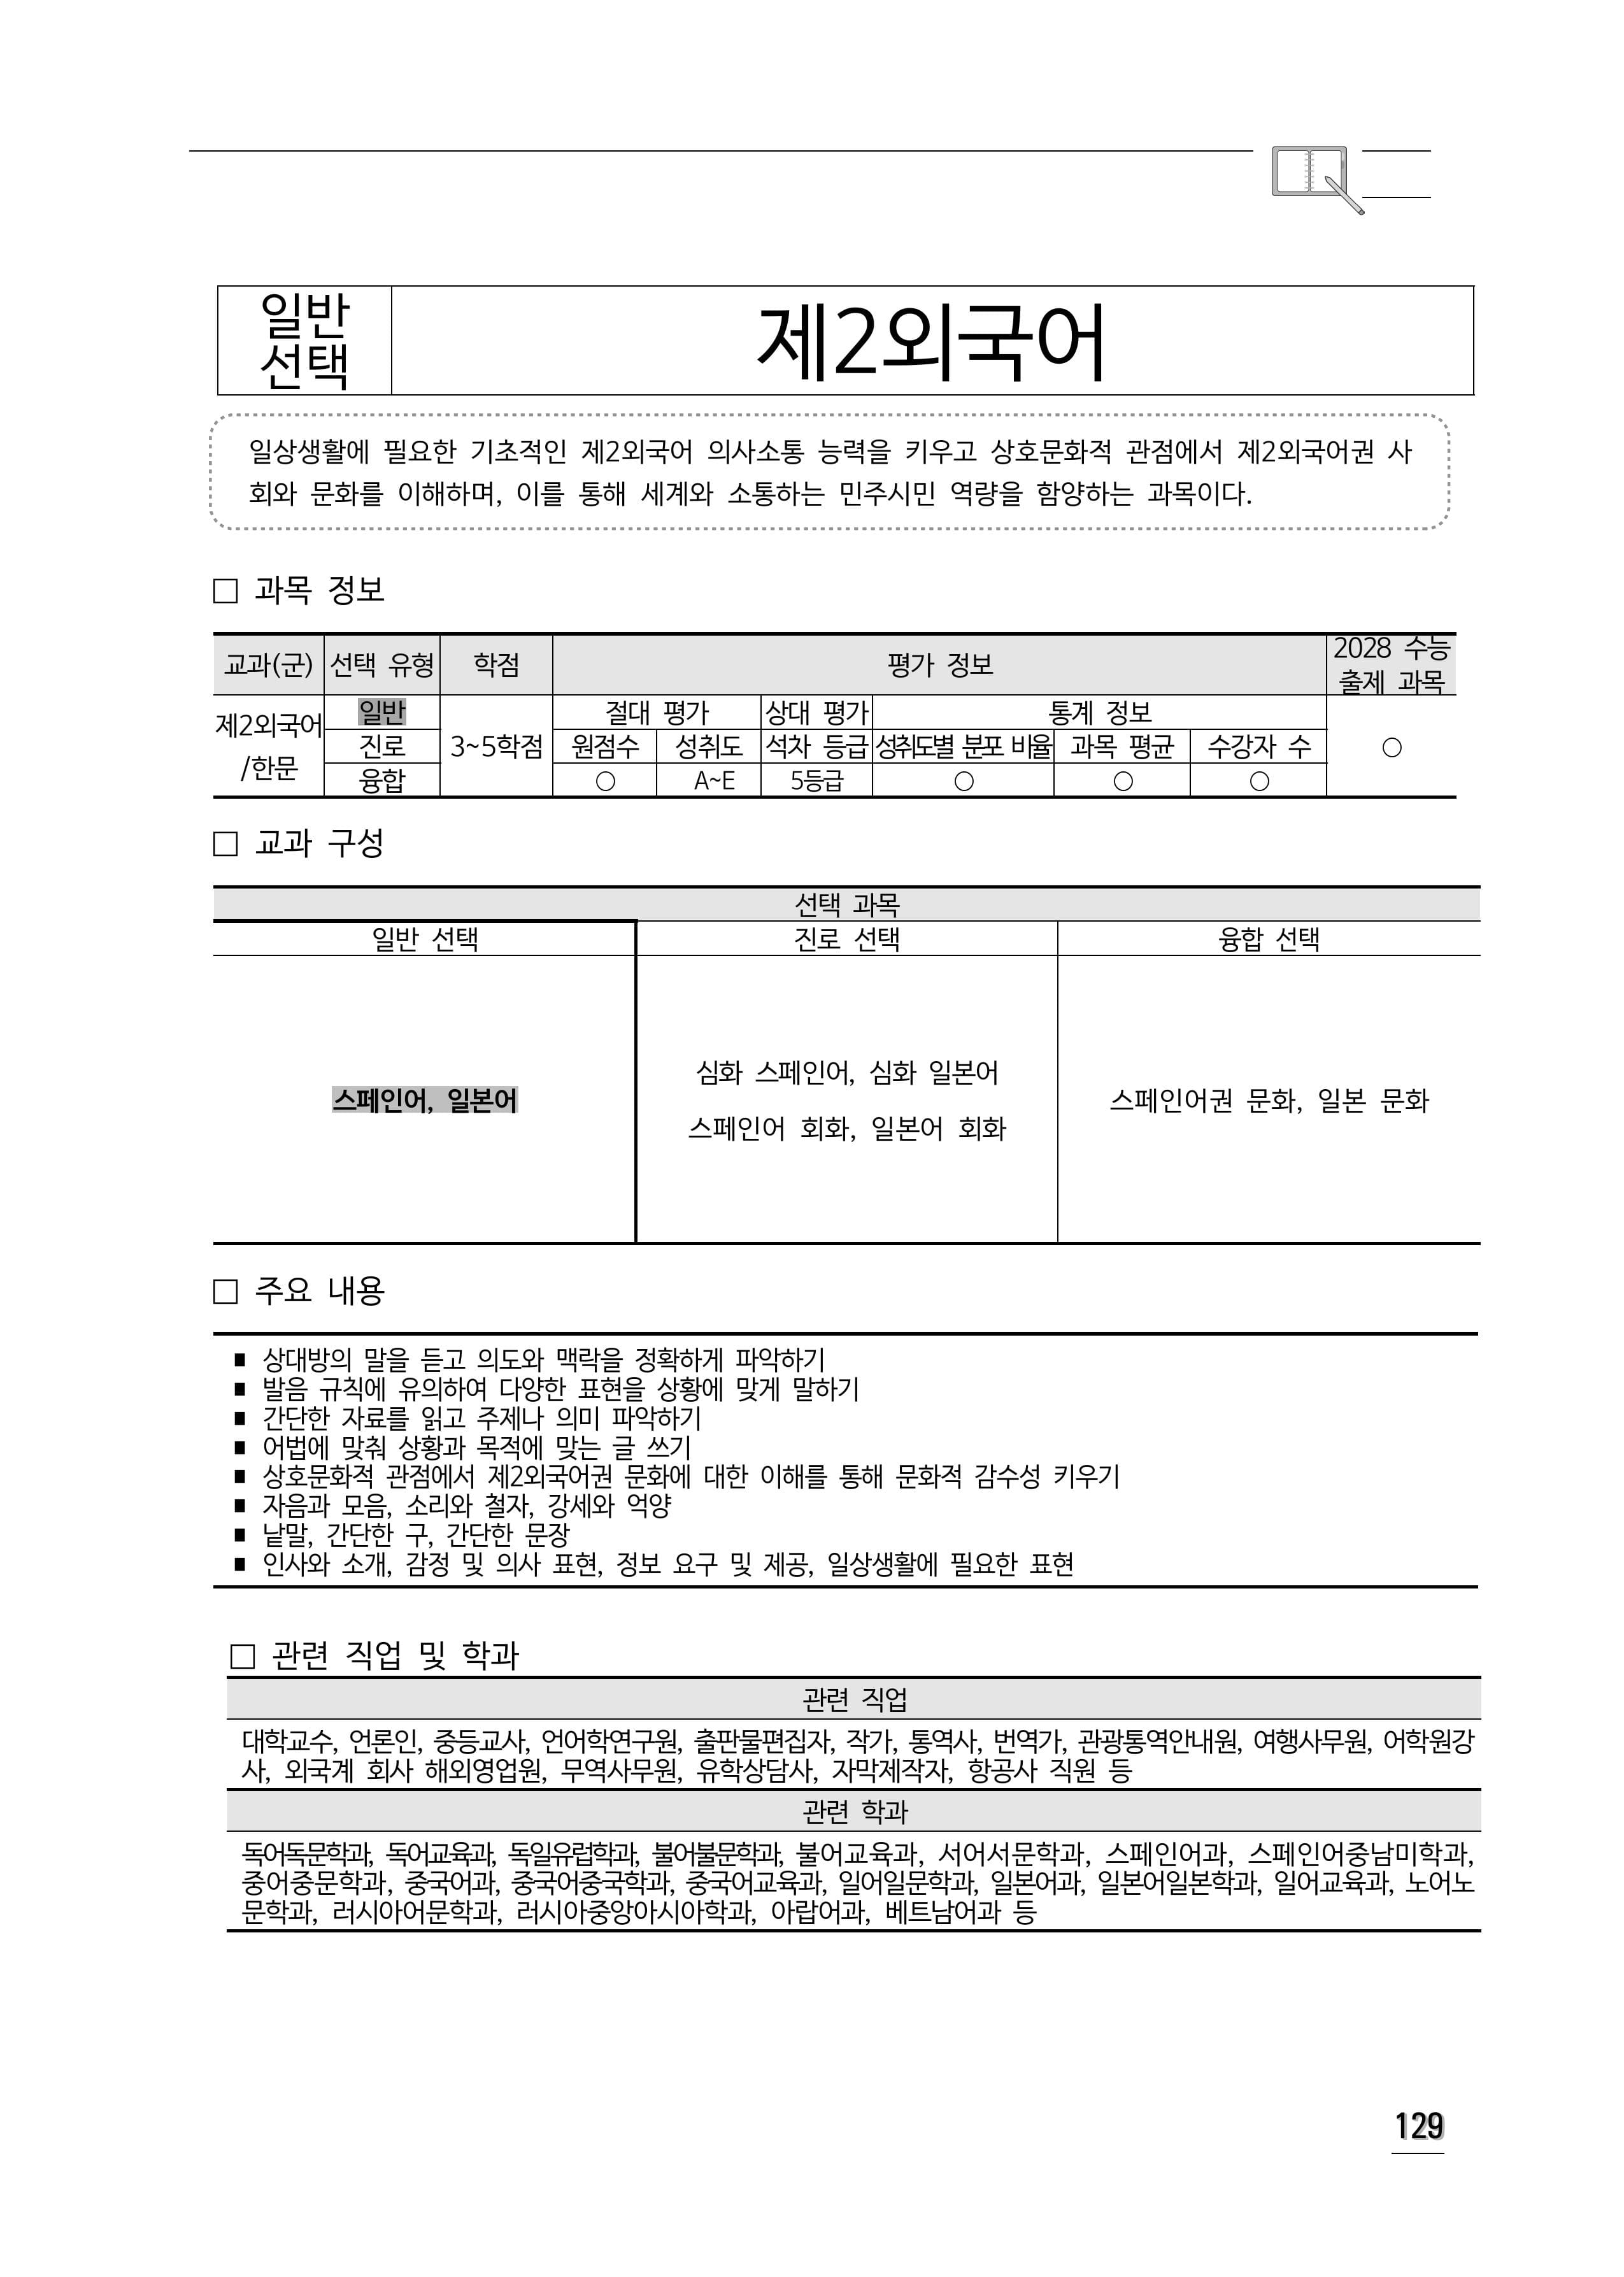 일반
선택
제2외국어
일상생활에 필요한 기초적인 제2외국어 의사소통 능력을 키우고 상호문화적 관점에서 제2외국어권 사
회와 문화를 이해하며, 이를 통해 세계와 소통하는 민주시민 역량을 함양하는 과목이다.
□ 과목 정보
교과(군) 선택 유형 학점 평가 정보 2028 수능
출제 과목
제2외국어
/한문
일반
진로
융합
3~5학점
절대 평가 상대 평가 통계 정보
원점수 성취도 석차 등급 성취도별 분포 비율 과목 평균 수강자 수
○ A~E 5등급 ○ ○ ○
○
□ 교과 구성
선택 과목
일반 선택 진로 선택 융합 선택
스페인어, 일본어
심화 스페인어, 심화 일본어
스페인어 회화, 일본어 회화
스페인어권 문화, 일본 문화
□ 주요 내용
■ 상대방의 말을 듣고 의도와 맥락을 정확하게 파악하기
■ 발음 규칙에 유의하여 다양한 표현을 상황에 맞게 말하기
■ 간단한 자료를 읽고 주제나 의미 파악하기
■ 어법에 맞춰 상황과 목적에 맞는 글 쓰기
■ 상호문화적 관점에서 제2외국어권 문화에 대한 이해를 통해 문화적 감수성 키우기
■ 자음과 모음, 소리와 철자, 강세와 억양
■ 낱말, 간단한 구, 간단한 문장
■ 인사와 소개, 감정 및 의사 표현, 정보 요구 및 제공, 일상생활에 필요한 표현
□ 관련 직업 및 학과
관련 직업
대학교수, 언론인, 중등교사, 언어학연구원, 출판물편집자, 작가, 통역사, 번역가, 관광통역안내원, 여행사무원, 어학원강
사, 외국계 회사 해외영업원, 무역사무원, 유학상담사, 자막제작자, 항공사 직원 등
관련 학과
독어독문학과, 독어교육과, 독일유럽학과, 불어불문학과, 불어교육과, 서어서문학과, 스페인어과, 스페인어중남미학과,
중어중문학과, 중국어과, 중국어중국학과, 중국어교육과, 일어일문학과, 일본어과, 일본어일본학과, 일어교육과, 노어노
문학과, 러시아어문학과, 러시아중앙아시아학과, 아랍어과, 베트남어과 등
129